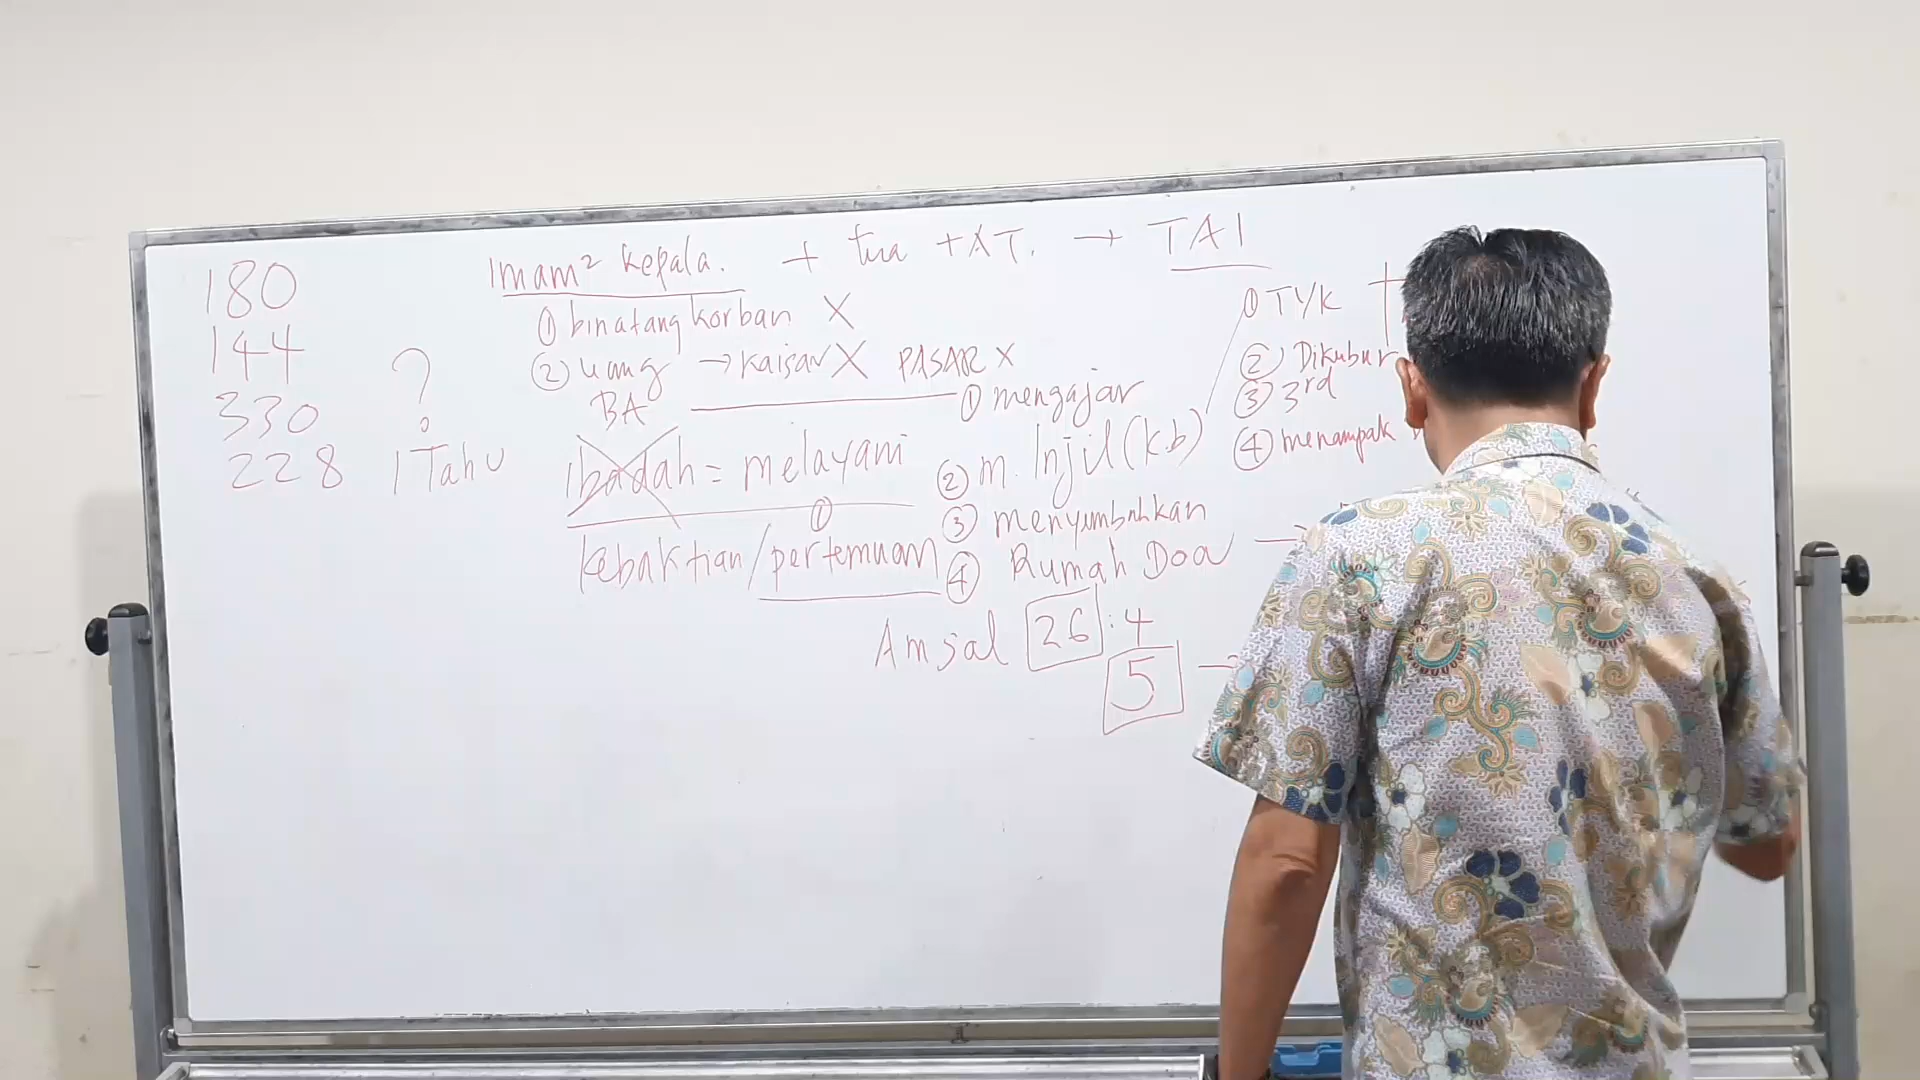 180
144
330
228
?
1 Tahu
Imam² kepala. + tua + AT. → TAI
① binatang korban X
② uang → kaisar X PASAR X
BA
Ibadah = melayani
①
kebaktian / pertemuan
① mengajar
② m. Injil (k.b)
③ menyembuhkan
④ Rumah Doa →
Amsal 26 : 4
5 →
① TYK
② Dikubur
③ 3rd
④ menampak